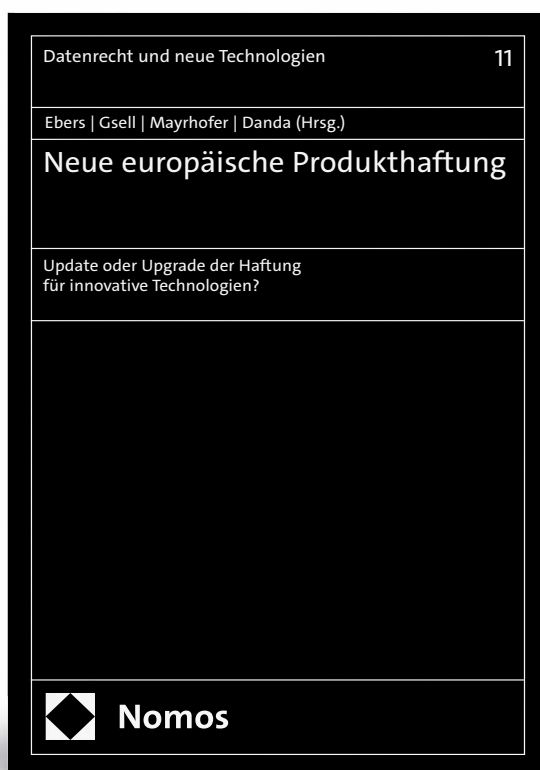 Datenrecht und neue Technologien 11
Ebers | Gsell | Mayrhofer | Danda (Hrsg.)
Neue europäische Produkthaftung
Update oder Upgrade der Haftung
für innovative Technologien?
Nomos